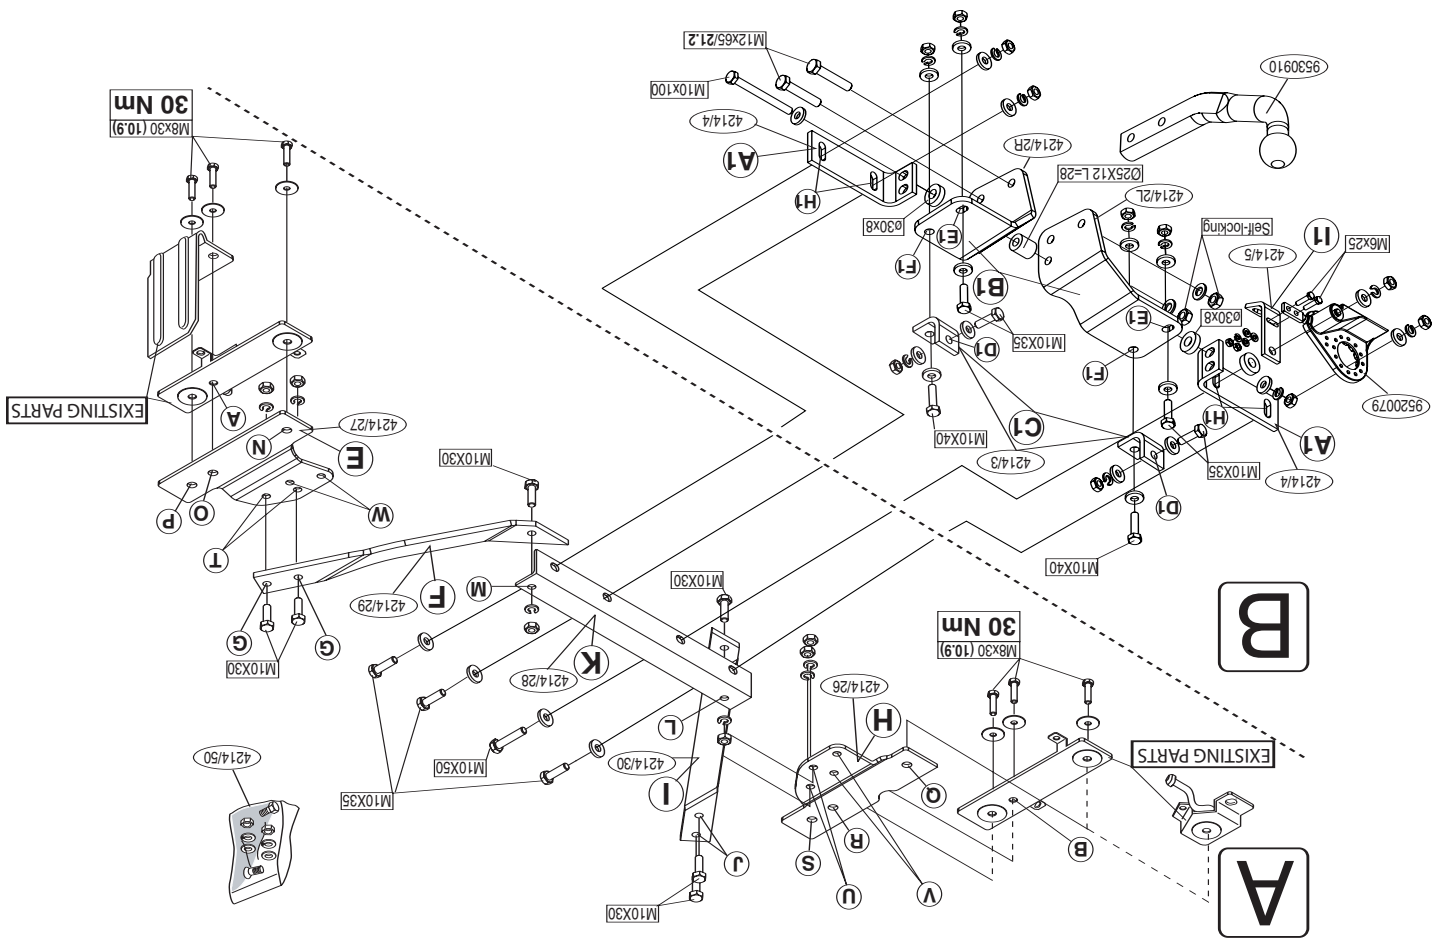 A
V
U
M10X30
B
R
S
J
Q
I
M10X35
EXISTING PARTS
4214/30
M10X50
4214/50
H
L
4214/26
K
4214/28
M10X30
M8x30 (10.9)
30 Nm
G
G
B
M10X30
F
4214/29
M
M10X40
T
D1
W
O
P
4214/4
M10X35
4214/3
M10X30
E
N
A1
C1
M10X40
4214/27
9520079
H1
A
EXISTING PARTS
F1
D1
M10X35
ø30x8
E1
B1
F1
M6x25
4214/5
I1
Self-locking
E1
ø30x8
4214/2L
Ø25X12 L=28
H1
4214/2R
A1
4214/4
M8x30 (10.9)
30 Nm
M10x100
9530910
M12x65/21.2